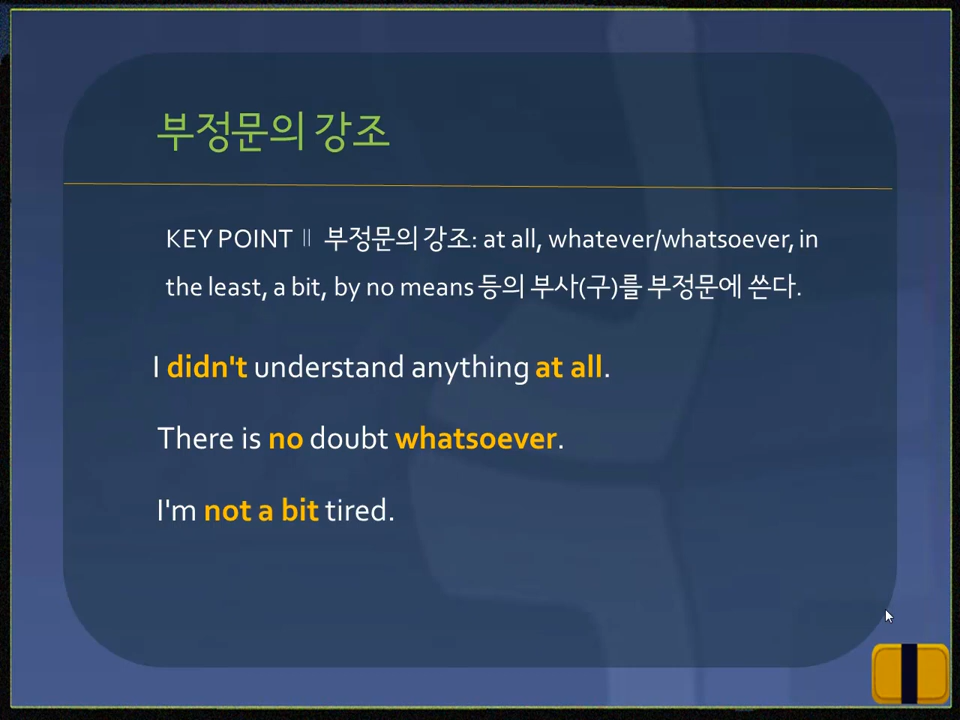 부정문의 강조
KEY POINT || 부정문의 강조: at all, whatever/whatsoever, in
the least, a bit, by no means 등의 부사(구)를 부정문에 쓴다.
I didn't understand anything at all.
There is no doubt whatsoever.
I'm not a bit tired.